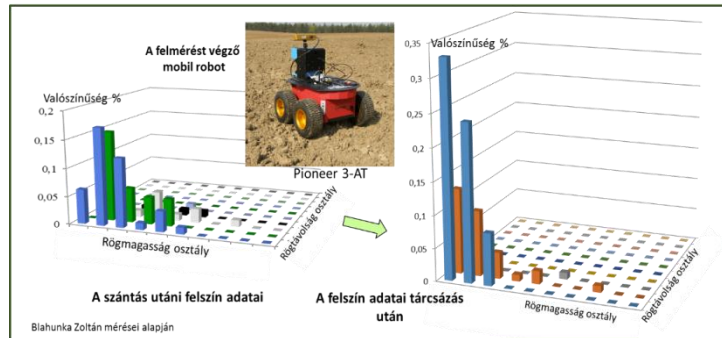 A felmérést végző
mobil robot
Valószínűség %
0,2
0,15
0,1
0,05
0
Rögmagasság osztály
Rögtávolság osztály
A szántás utáni felszín adatai
Pioneer 3-AT
Valószínűség %
0,35
0,3
0,25
0,2
0,15
0,1
0,05
0
Rögmagasság osztály
Rögtávolság osztály
A felszín adatai tárcsázás
után
Blahunka Zoltán mérései alapján